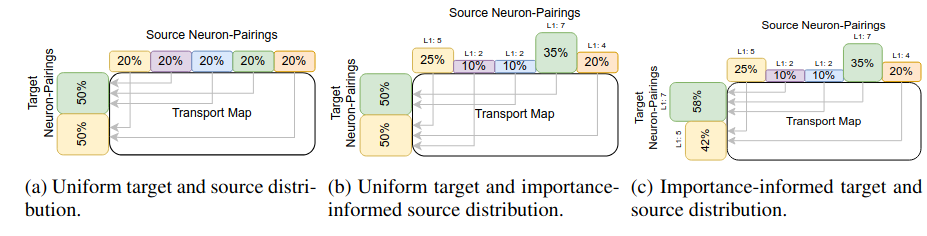 Source Neuron-Pairings
20% 20% 20% 20% 20%
Target
Neuron-Pairings
50%
50%
Transport Map
(a) Uniform target and source distri-
bution.
Source Neuron-Pairings
L1: 5 L1: 2 L1: 2 L1: 7 L1: 4
25% 10% 10% 35% 20%
Target
Neuron-Pairings
50%
50%
Transport Map
(b) Uniform target and importance-
informed source distribution.
Source Neuron-Pairings
L1: 5 L1: 2 L1: 2 L1: 7 L1: 4
25% 10% 10% 35% 20%
Target
Neuron-Pairings
L1: 7
58%
L1: 5
42%
Transport Map
(c) Importance-informed target and
source distribution.